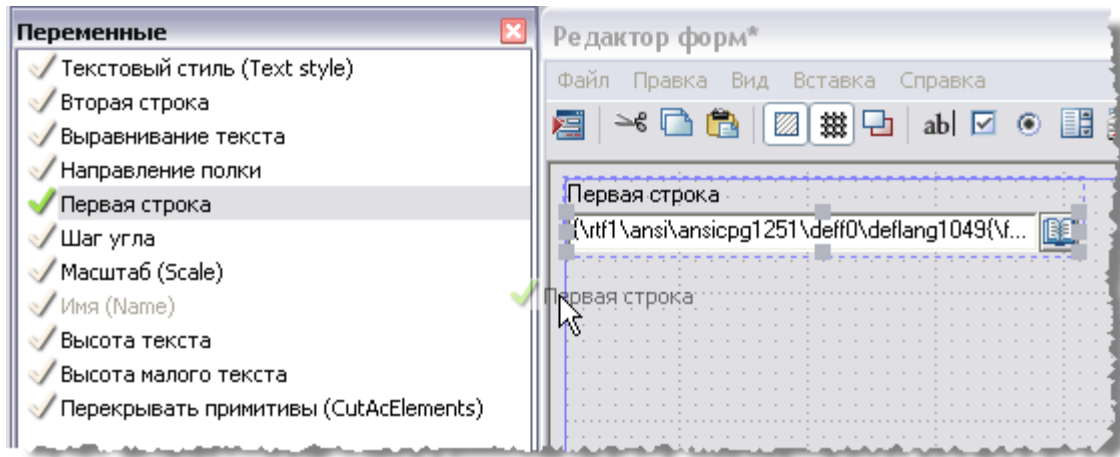 Переменные
Текстовый стиль (Text style)
Вторая строка
Выравнивание текста
Направление полки
Первая строка
Шаг угла
Масштаб (Scale)
Имя (Name)
Высота текста
Высота малого текста
Перекрывать примитивы (CutAcElements)
Редактор форм*
Файл Правка Вид Вставка Справка
ab|
Первая строка
{\rtf1\ansi\ansicpg1251\deff0\deflang1049{\f...
Первая строка